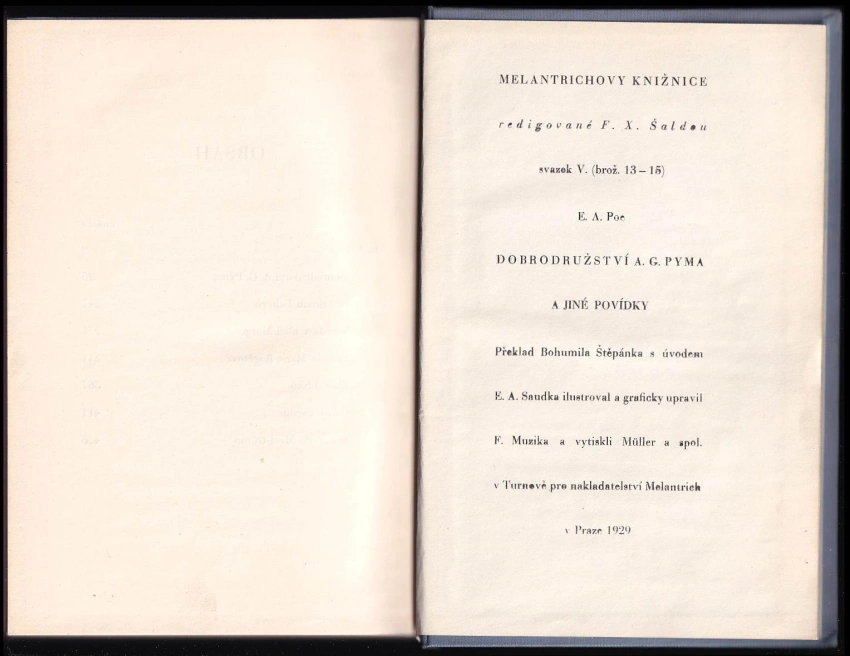 MELANTRICHOVY KNIŽNICE
redigované F. X. Šaldou
svazek V. (brož. 13 – 15)
E. A. Poe
DOBRODRUŽSTVÍ A. G. PYMA
A JINÉ POVÍDKY
Překlad Bohumila Štěpánka s úvodem
E. A. Saudka ilustroval a graficky upravil
F. Muzika a vytiskli Müller a spol.
v Turnově pro nakladatelství Melantrich
v Praze 1929